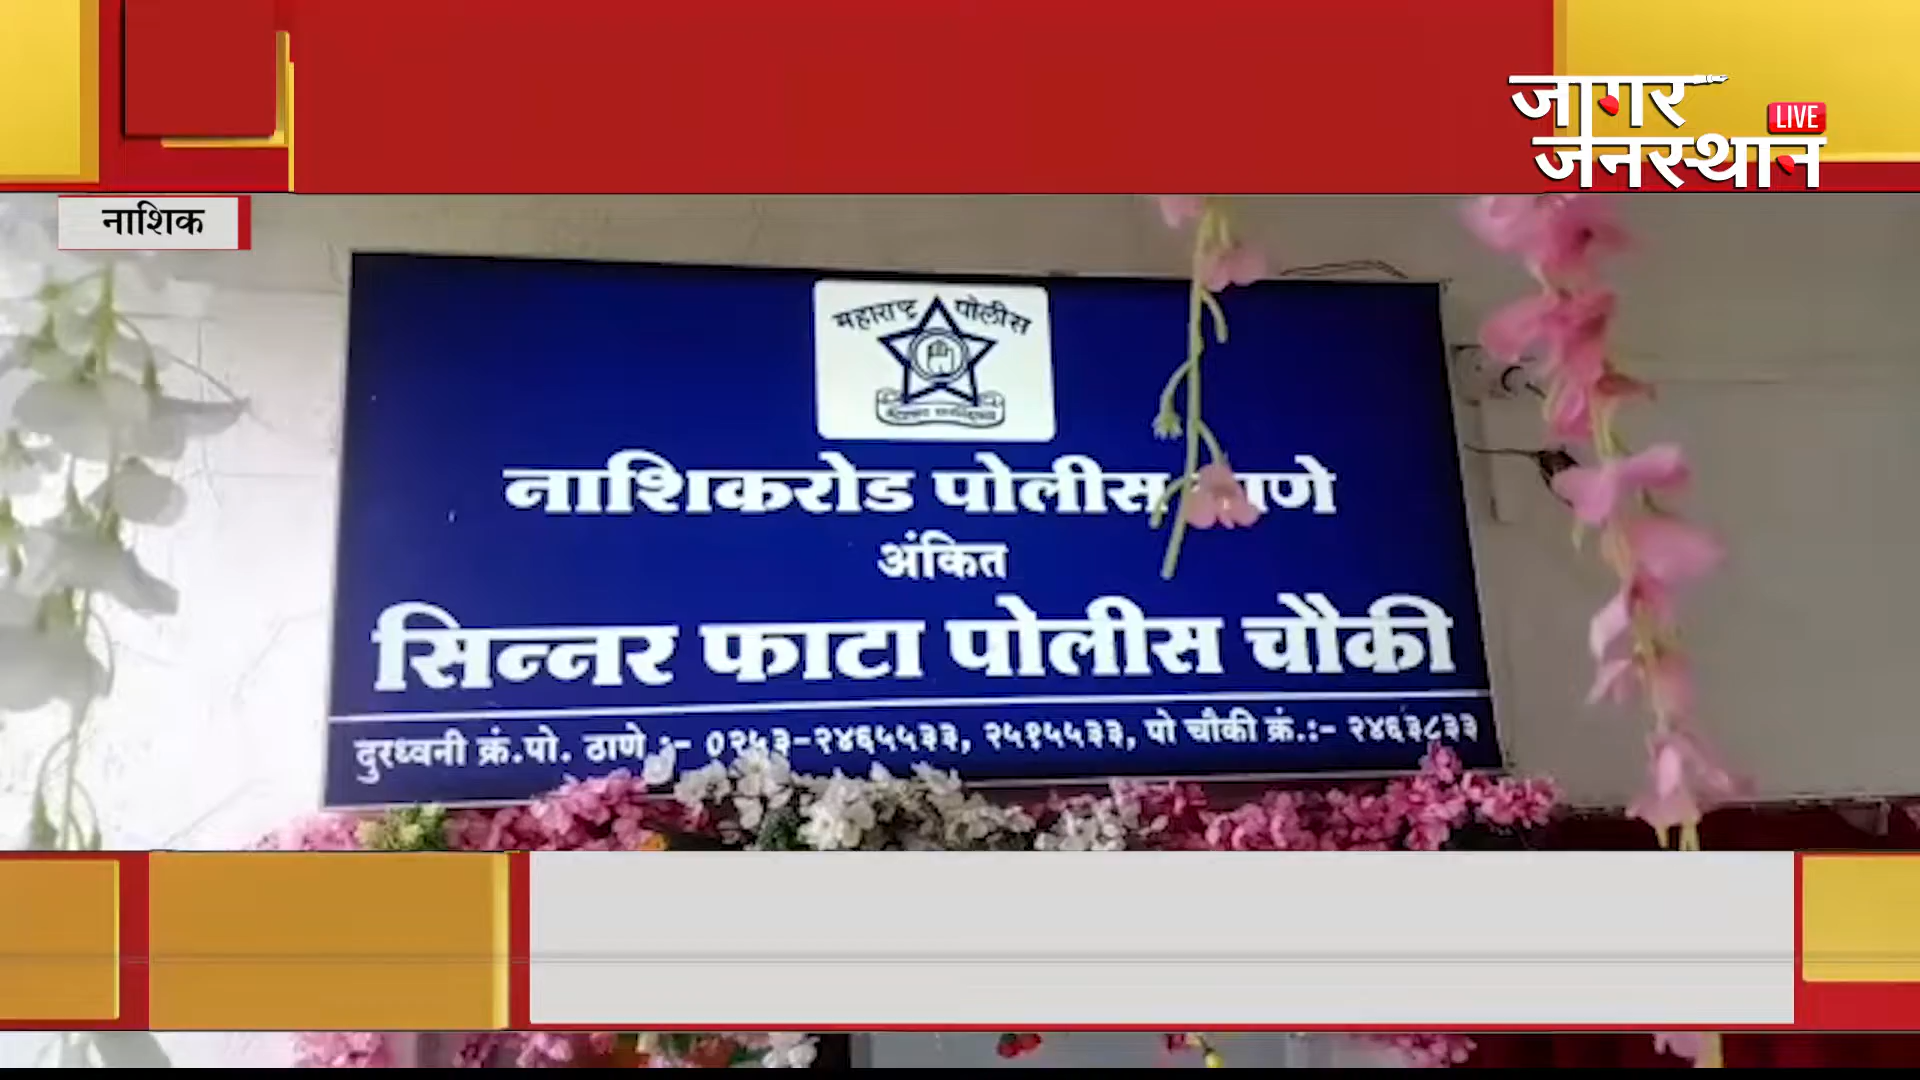 जागर
LIVE
जनस्थान
नाशिक
महाराष्ट्र पोलीस
नाशिकरोड पोलीस ठाणे
अंकित
सिन्नर फाटा पोलीस चौकी
दुरध्वनी क्रं.पो. ठाणे :- ०२५३-२४६५५३३, २५१५५३३, पो चौकी क्रं.:- २४६३८३३